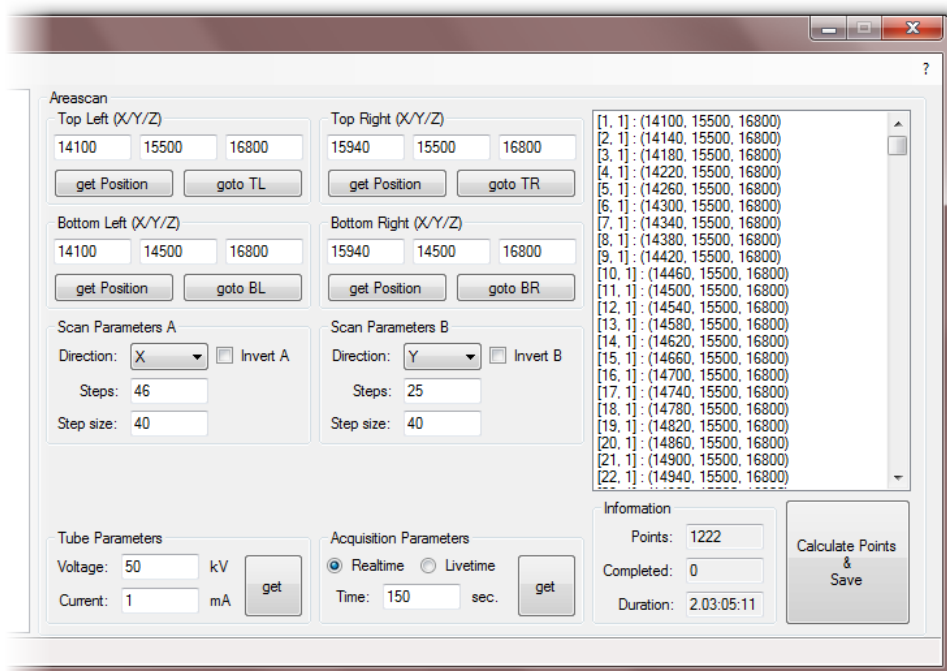 ?
Areascan
Top Left (X/Y/Z)
14100 15500 16800
get Position goto TL
Top Right (X/Y/Z)
15940 15500 16800
get Position goto TR
Bottom Left (X/Y/Z)
14100 14500 16800
get Position goto BL
Bottom Right (X/Y/Z)
15940 14500 16800
get Position goto BR
Scan Parameters A
Direction: X Invert A
Steps: 46
Step size: 40
Scan Parameters B
Direction: Y Invert B
Steps: 25
Step size: 40
[1, 1] : (14100, 15500, 16800)
[2, 1] : (14140, 15500, 16800)
[3, 1] : (14180, 15500, 16800)
[4, 1] : (14220, 15500, 16800)
[5, 1] : (14260, 15500, 16800)
[6, 1] : (14300, 15500, 16800)
[7, 1] : (14340, 15500, 16800)
[8, 1] : (14380, 15500, 16800)
[9, 1] : (14420, 15500, 16800)
[10, 1] : (14460, 15500, 16800)
[11, 1] : (14500, 15500, 16800)
[12, 1] : (14540, 15500, 16800)
[13, 1] : (14580, 15500, 16800)
[14, 1] : (14620, 15500, 16800)
[15, 1] : (14660, 15500, 16800)
[16, 1] : (14700, 15500, 16800)
[17, 1] : (14740, 15500, 16800)
[18, 1] : (14780, 15500, 16800)
[19, 1] : (14820, 15500, 16800)
[20, 1] : (14860, 15500, 16800)
[21, 1] : (14900, 15500, 16800)
[22, 1] : (14940, 15500, 16800)
Tube Parameters
Voltage: 50 kV
Current: 1 mA
get
Acquisition Parameters
Realtime Livetime
Time: 150 sec.
get
Information
Points: 1222
Completed: 0
Duration: 2.03:05:11
Calculate Points
&
Save